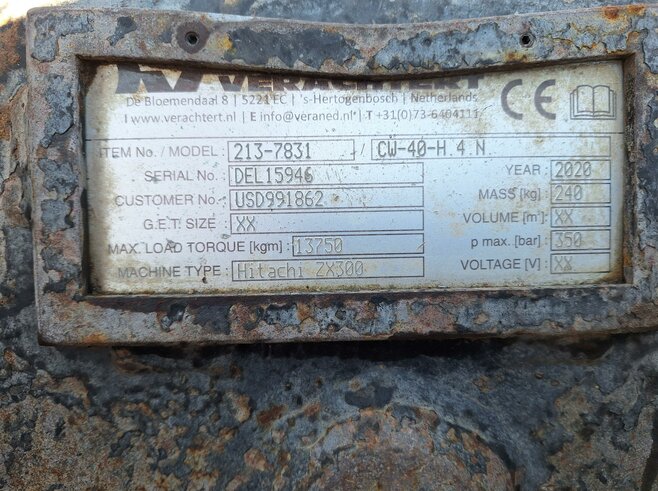 VERACHTERT
De Bloemendaal 8 | 5221 EC | 's-Hertogenbosch | Netherlands
I www.verachtert.nl | E info@veraned.nl | T +31(0)73-6404111
CE
ITEM No. / MODEL : 213-7831 / CW-40-H.4.N
SERIAL No. : DEL15946
CUSTOMER No. : USD991862
G.E.T. SIZE : XX
MAX. LOAD TORQUE [kgm] : 13750
MACHINE TYPE : Hitachi ZX300
YEAR : 2020
MASS [kg] : 240
VOLUME [m³] : XX
p max. [bar] : 350
VOLTAGE [V] : XX